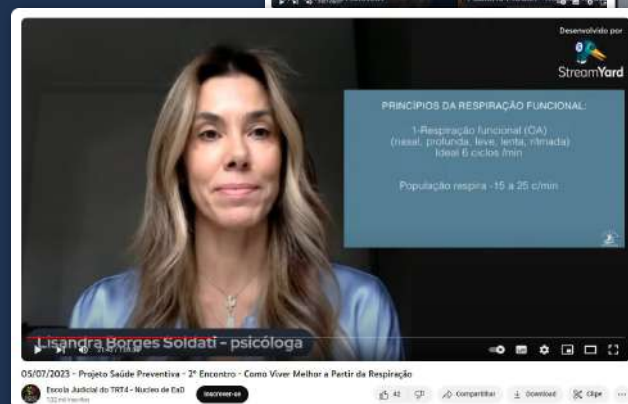 Desenvolvido por
StreamYard
PRINCÍPIOS DA RESPIRAÇÃO FUNCIONAL:
1-Respiração funcional (OA)
(nasal, profunda, leve, lenta, ritmada)
Ideal 6 ciclos /min
População respira -15 a 25 c/min
Lisandra Borges Soldati - psicóloga
05/07/2023 - Projeto Saúde Preventiva - 2º Encontro - Como Viver Melhor a Partir da Respiração
Escola Judicial do TRT4 - Núcleo de EaD
Inscrever-se
42
Compartilhar
Download
Clipe